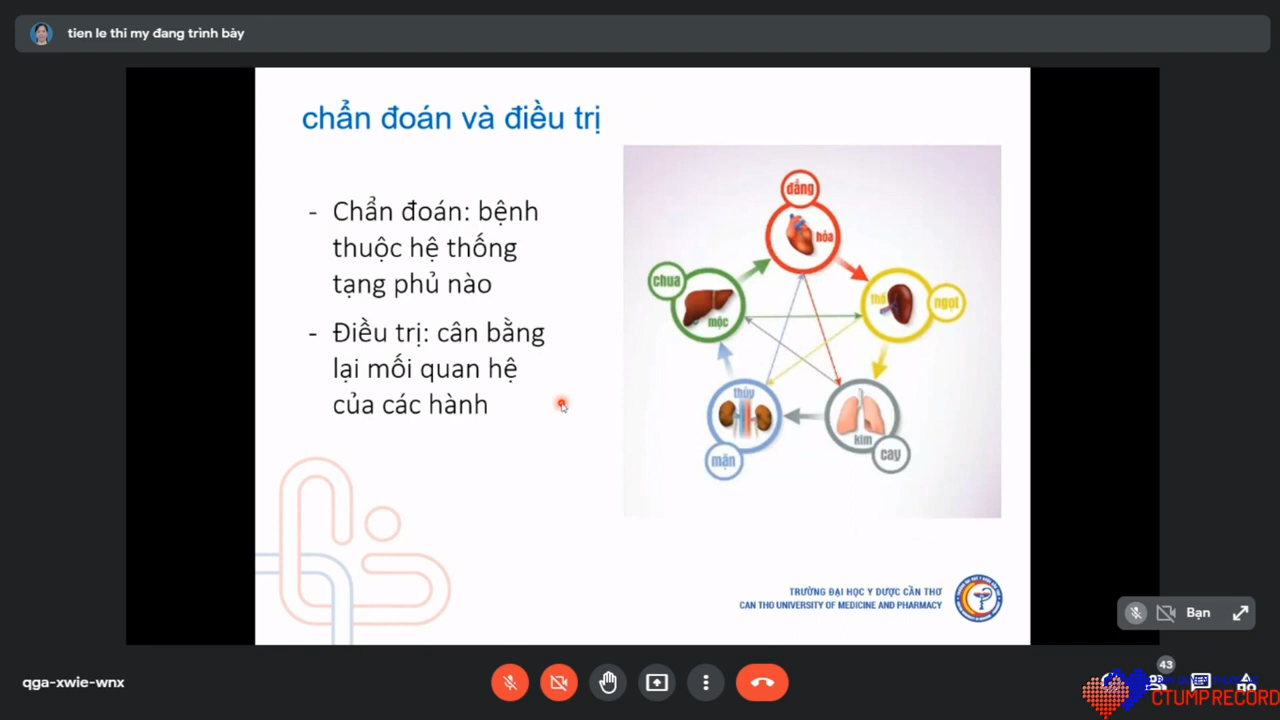 tien le thi my đang trình bày
chẩn đoán và điều trị
- Chẩn đoán: bệnh
thuộc hệ thống
tạng phủ nào
- Điều trị: cân bằng
lại mối quan hệ
của các hành
đắng
hỏa
chua
mộc
thổ
ngọt
thủy
mặn
kim
cay
TRƯỜNG ĐẠI HỌC Y DƯỢC CẦN THƠ
CAN THO UNIVERSITY OF MEDICINE AND PHARMACY
Bạn
qga-xwie-wnx
43
CTUMP RECORD